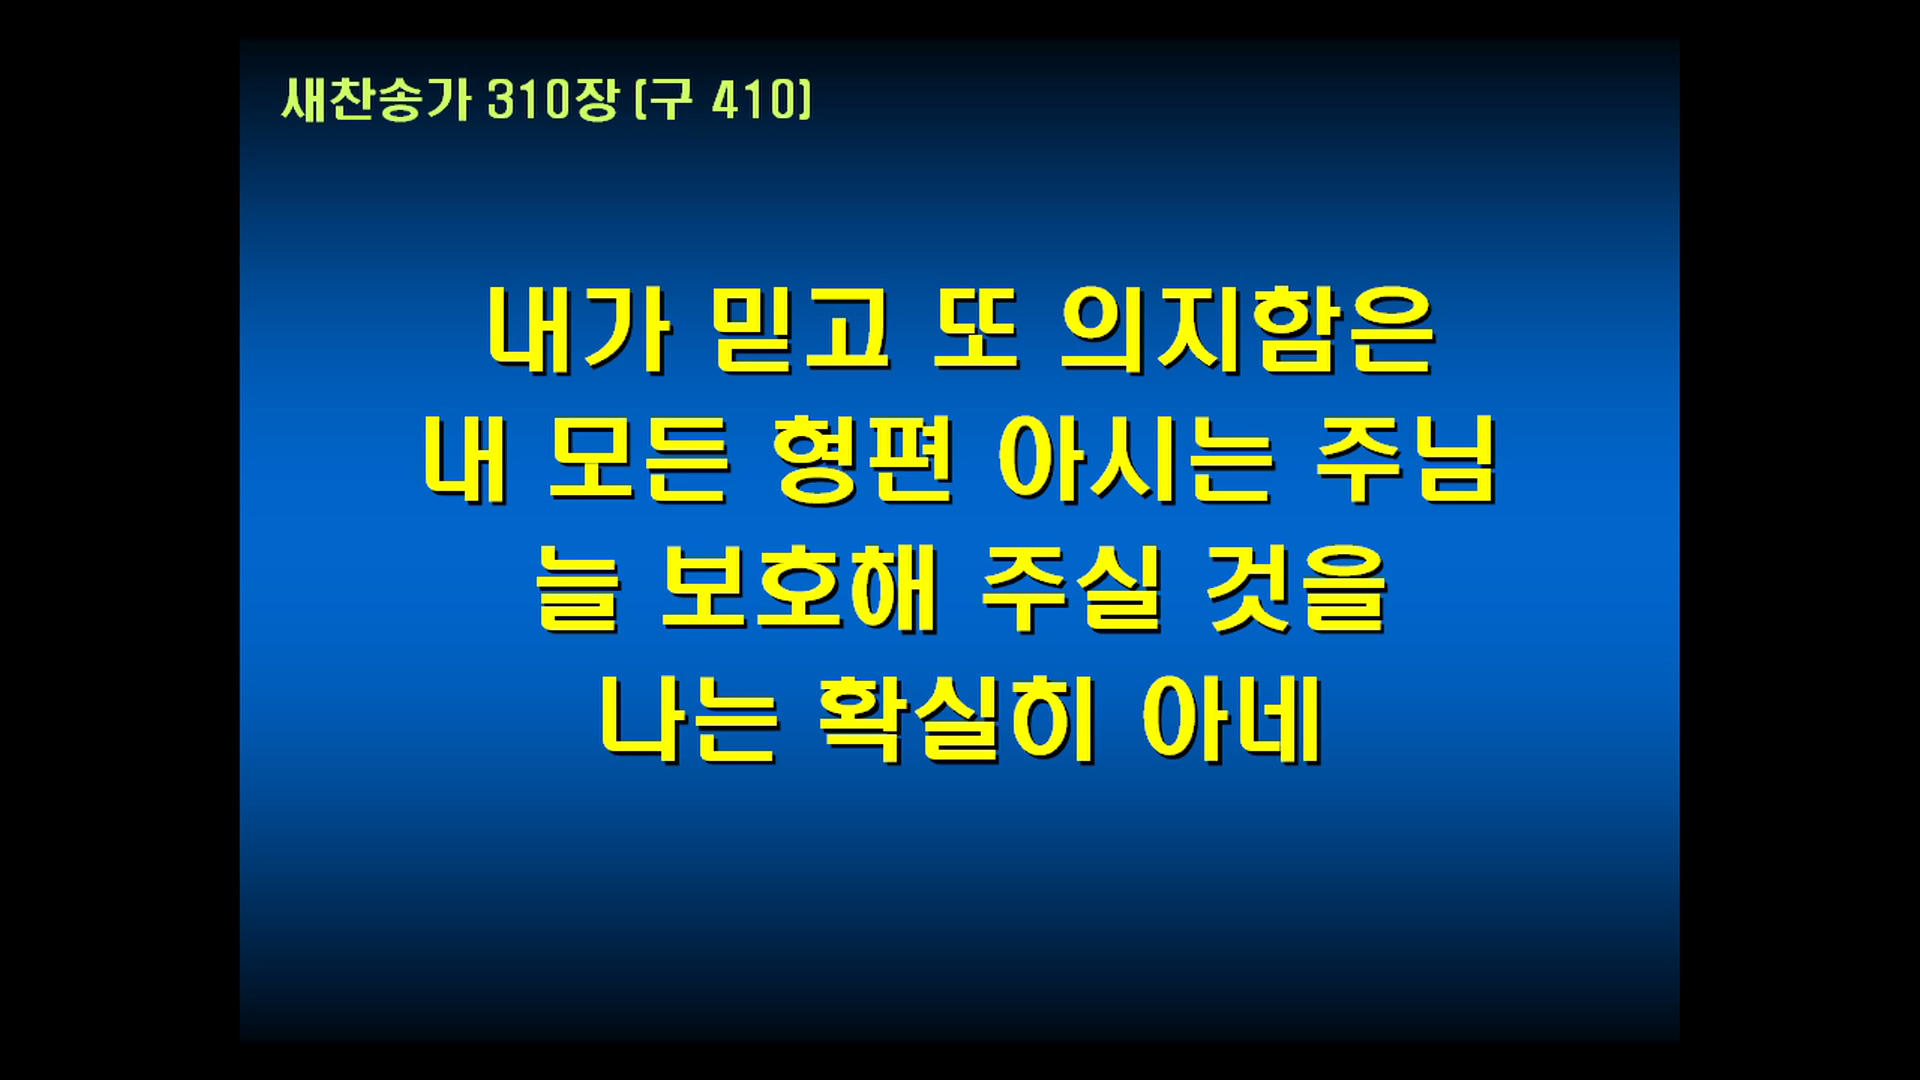 새찬송가 310장 (구 410)
내가 믿고 또 의지함은
내 모든 형편 아시는 주님
늘 보호해 주실 것을
나는 확실히 아네